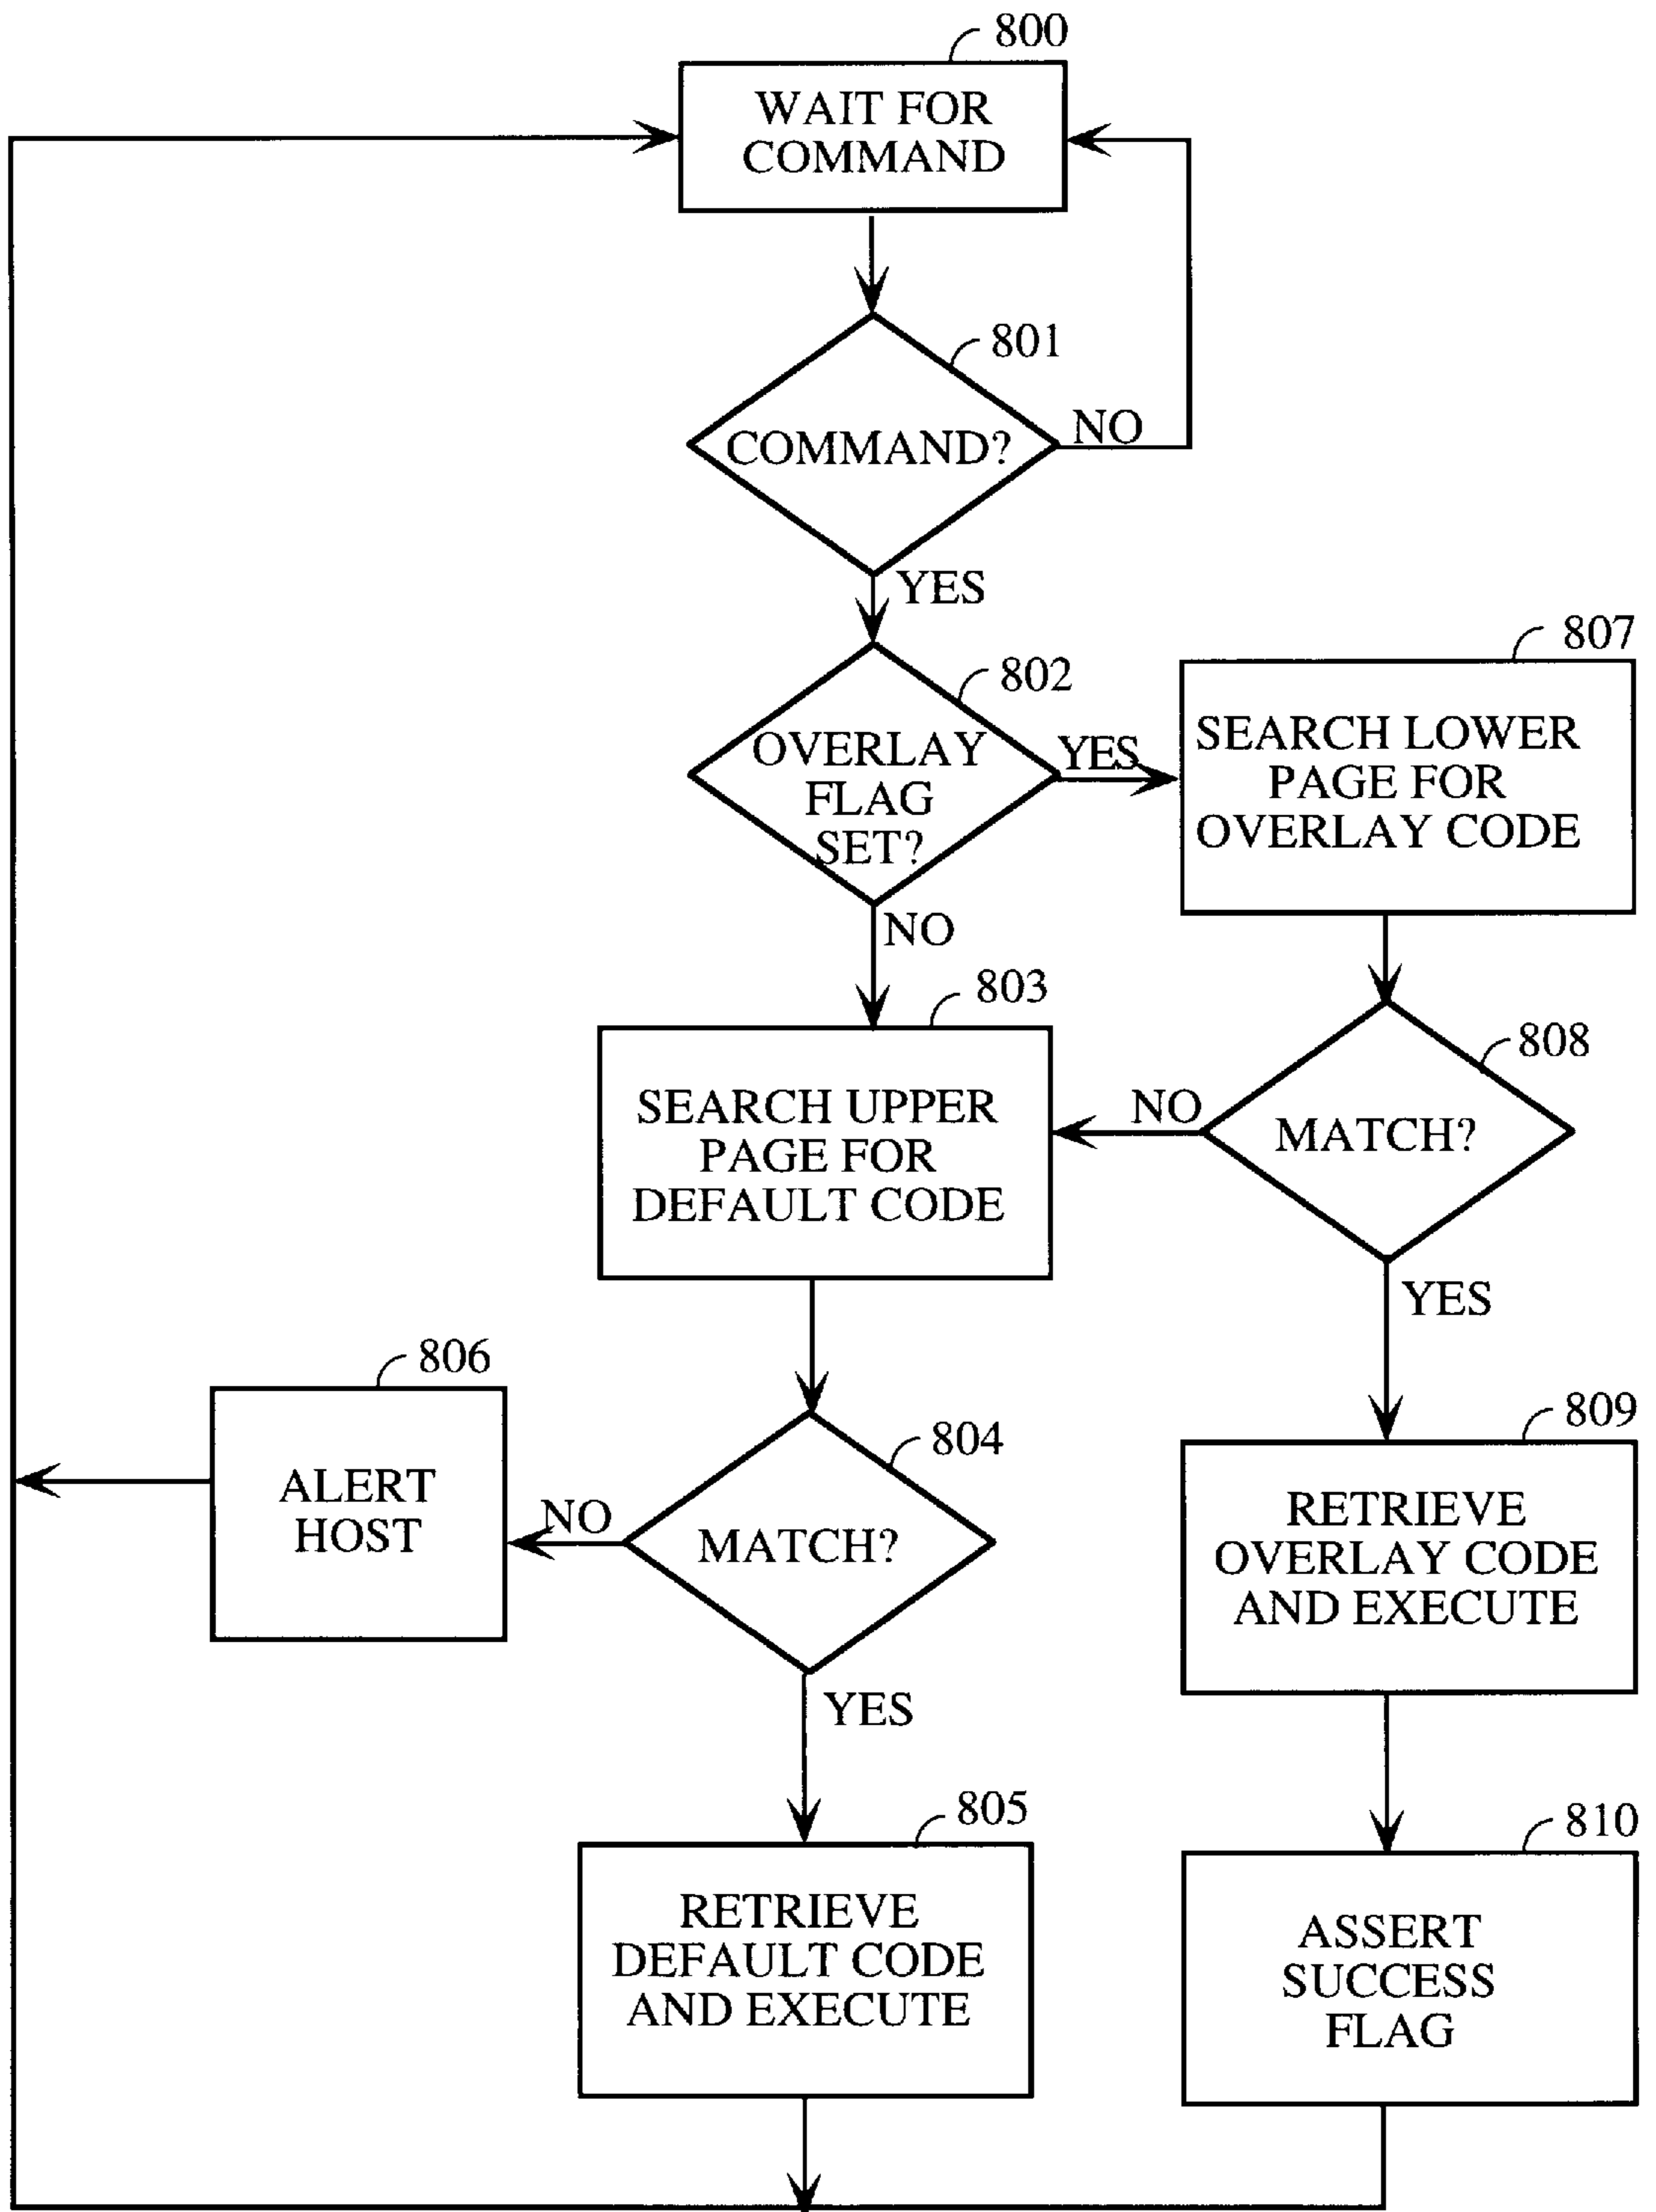 800
WAIT FOR
COMMAND
801
COMMAND?
NO
YES
802
OVERLAY
FLAG
SET?
YES
NO
807
SEARCH LOWER
PAGE FOR
OVERLAY CODE
803
SEARCH UPPER
PAGE FOR
DEFAULT CODE
808
MATCH?
NO
YES
806
ALERT
HOST
804
MATCH?
NO
YES
809
RETRIEVE
OVERLAY CODE
AND EXECUTE
805
RETRIEVE
DEFAULT CODE
AND EXECUTE
810
ASSERT
SUCCESS
FLAG